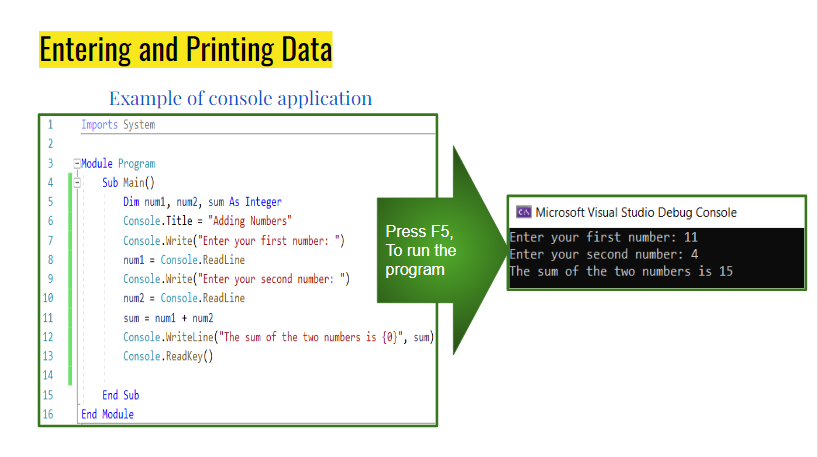 Entering and Printing Data
Example of console application
1 Imports System
2
3 Module Program
4 Sub Main()
5 Dim num1, num2, sum As Integer
6 Console.Title = "Adding Numbers"
7 Console.Write("Enter your first number: ")
8 num1 = Console.ReadLine
9 Console.Write("Enter your second number: ")
10 num2 = Console.ReadLine
11 sum = num1 + num2
12 Console.WriteLine("The sum of the two numbers is {0}", sum)
13 Console.ReadKey()
14
15 End Sub
16 End Module
Press F5,
To run the
program
C:\ Microsoft Visual Studio Debug Console
Enter your first number: 11
Enter your second number: 4
The sum of the two numbers is 15